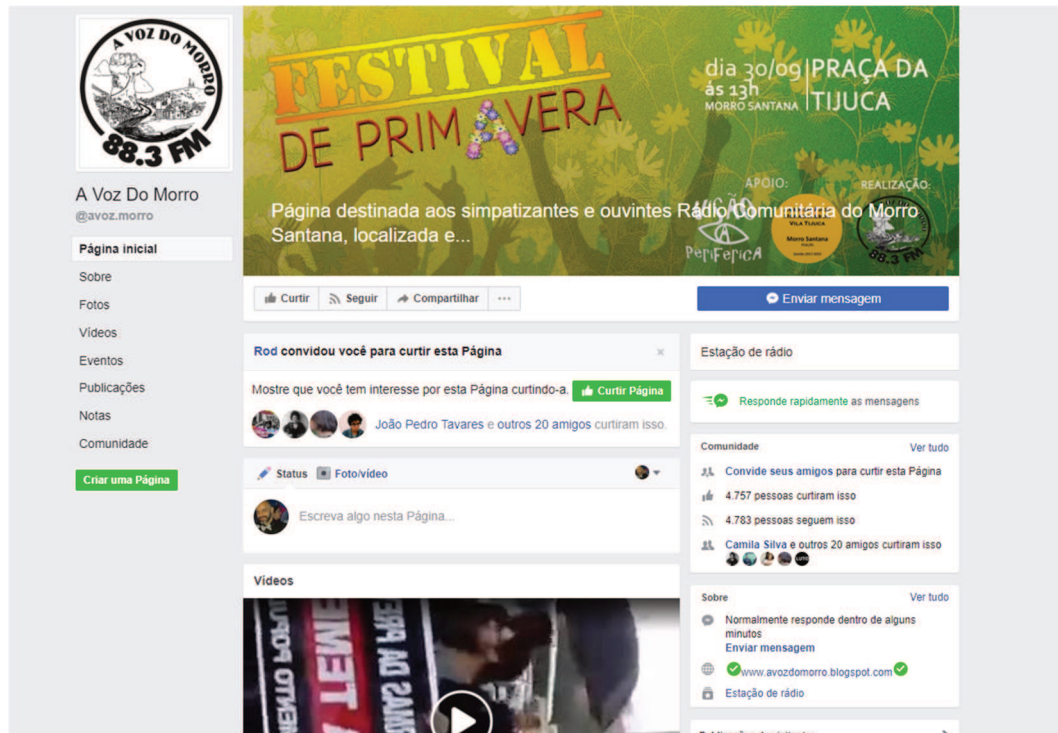 A VOZ DO MORRO
88.3 FM
A Voz Do Morro
@avoz.morro
Página inicial
Sobre
Fotos
Vídeos
Eventos
Publicações
Notas
Comunidade
Criar uma Página
FESTIVAL
DE PRIMAVERA
dia 30/09
ás 13h
MORRO SANTANA
PRAÇA DA
TIJUCA
APOIO:
REALIZAÇÃO:
Página destinada aos simpatizantes e ouvintes Rádio Comunitária do Morro
Santana, localizada e...
PERIFERICA
VILA TIJUCA
Morro Santana
88.3 FM
Curtir
Seguir
Compartilhar
...
Enviar mensagem
Rod convidou você para curtir esta Página
Mostre que você tem interesse por esta Página curtindo-a.
Curtir Página
João Pedro Tavares e outros 20 amigos curtiram isso.
Status
Foto/vídeo
Escreva algo nesta Página...
Vídeos
Estação de rádio
Responde rapidamente as mensagens
Comunidade
Ver tudo
Convide seus amigos para curtir esta Página
4.757 pessoas curtiram isso
4.783 pessoas seguem isso
Camila Silva e outros 20 amigos curtiram isso
LUTO
Sobre
Ver tudo
Normalmente responde dentro de alguns
minutos
Enviar mensagem
www.avozdomorro.blogspot.com
Estação de rádio